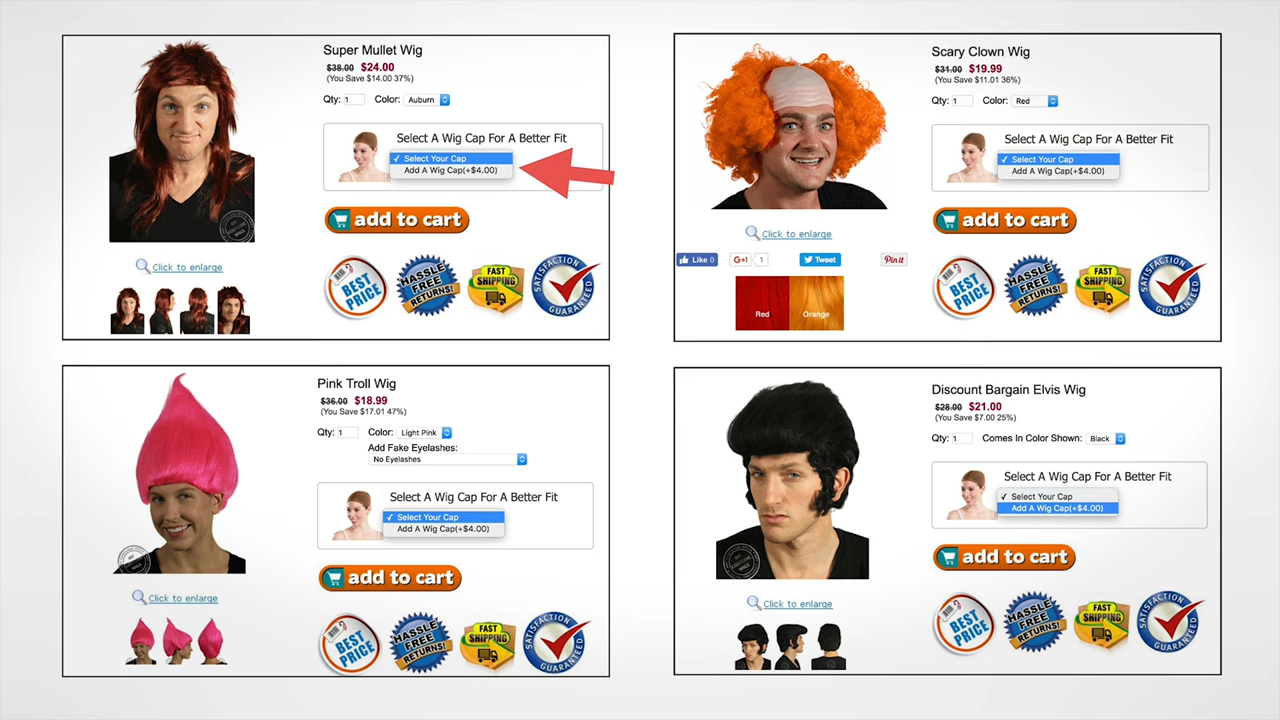 Super Mullet Wig
$38.00 $24.00
(You Save $14.00 37%)
Qty: 1 Color: Auburn
Select A Wig Cap For A Better Fit
✓ Select Your Cap
Add A Wig Cap(+$4.00)
add to cart
Click to enlarge
BEST PRICE
HASSLE FREE RETURNS!
FAST SHIPPING
SATISFACTION GUARANTEED
Scary Clown Wig
$31.00 $19.99
(You Save $11.01 36%)
Qty: 1 Color: Red
Select A Wig Cap For A Better Fit
✓ Select Your Cap
Add A Wig Cap(+$4.00)
add to cart
Click to enlarge
Like 0 G+1 1 Tweet Pin it
Red Orange
BEST PRICE
HASSLE FREE RETURNS!
FAST SHIPPING
SATISFACTION GUARANTEED
Pink Troll Wig
$36.00 $18.99
(You Save $17.01 47%)
Qty: 1 Color: Light Pink
Add Fake Eyelashes:
No Eyelashes
Select A Wig Cap For A Better Fit
✓ Select Your Cap
Add A Wig Cap(+$4.00)
add to cart
Click to enlarge
BEST PRICE
HASSLE FREE RETURNS!
FAST SHIPPING
SATISFACTION GUARANTEED
Discount Bargain Elvis Wig
$28.00 $21.00
(You Save $7.00 25%)
Qty: 1 Comes In Color Shown: Black
Select A Wig Cap For A Better Fit
✓ Select Your Cap
Add A Wig Cap(+$4.00)
add to cart
Click to enlarge
BEST PRICE
HASSLE FREE RETURNS!
FAST SHIPPING
SATISFACTION GUARANTEED